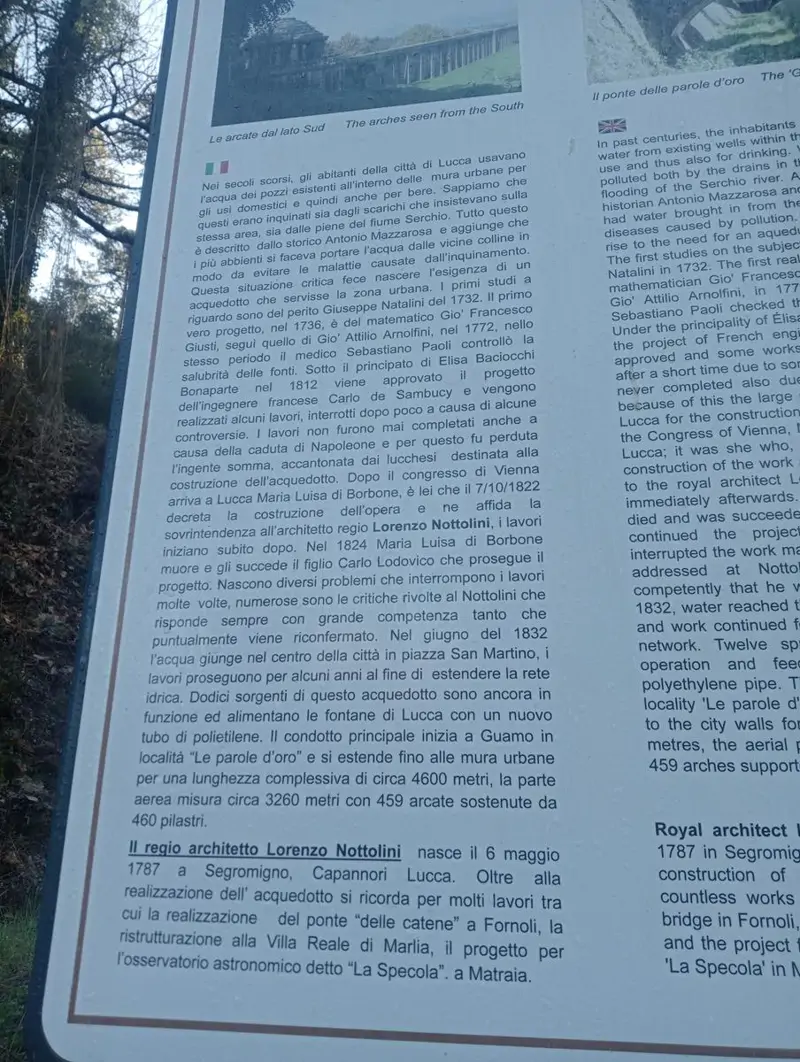 Le arcate dal lato Sud The arches seen from the South
Nei secoli scorsi, gli abitanti della città di Lucca usavano
l'acqua dei pozzi esistenti all'interno delle mura urbane per
gli usi domestici e quindi anche per bere. Sappiamo che
questi erano inquinati sia dagli scarichi che insistevano sulla
stessa area, sia dalle piene del fiume Serchio. Tutto questo
è descritto dallo storico Antonio Mazzarosa e aggiunge che
i più abbienti si faceva portare l'acqua dalle vicine colline in
modo da evitare le malattie causate dall'inquinamento.
Questa situazione critica fece nascere l'esigenza di un
acquedotto che servisse la zona urbana. I primi studi a
riguardo sono del perito Giuseppe Natalini del 1732. Il primo
vero progetto, nel 1736, è del matematico Gio' Francesco
Giusti, seguì quello di Gio' Attilio Arnolfini, nel 1772, nello
stesso periodo il medico Sebastiano Paoli controllò la
salubrità delle fonti. Sotto il principato di Elisa Baciocchi
Bonaparte nel 1812 viene approvato il progetto
dell'ingegnere francese Carlo de Sambucy e vengono
realizzati alcuni lavori, interrotti dopo poco a causa di alcune
controversie. I lavori non furono mai completati anche a
causa della caduta di Napoleone e per questo fu perduta
l'ingente somma, accantonata dai lucchesi destinata alla
costruzione dell'acquedotto. Dopo il congresso di Vienna
arriva a Lucca Maria Luisa di Borbone, è lei che il 7/10/1822
decreta la costruzione dell'opera e ne affida la
sovrintendenza all'architetto regio Lorenzo Nottolini, i lavori
iniziano subito dopo. Nel 1824 Maria Luisa di Borbone
muore e gli succede il figlio Carlo Lodovico che prosegue il
progetto. Nascono diversi problemi che interrompono i lavori
molte volte, numerose sono le critiche rivolte al Nottolini che
risponde sempre con grande competenza tanto che
puntualmente viene riconfermato. Nel giugno del 1832
l'acqua giunge nel centro della città in piazza San Martino, i
lavori proseguono per alcuni anni al fine di estendere la rete
idrica. Dodici sorgenti di questo acquedotto sono ancora in
funzione ed alimentano le fontane di Lucca con un nuovo
tubo di polietilene. Il condotto principale inizia a Guamo in
località “Le parole d'oro” e si estende fino alle mura urbane
per una lunghezza complessiva di circa 4600 metri, la parte
aerea misura circa 3260 metri con 459 arcate sostenute da
460 pilastri.
Il regio architetto Lorenzo Nottolini nasce il 6 maggio
1787 a Segromigno, Capannori Lucca. Oltre alla
realizzazione dell' acquedotto si ricorda per molti lavori tra
cui la realizzazione del ponte “delle catene” a Fornoli, la
ristrutturazione alla Villa Reale di Marlia, il progetto per
l'osservatorio astronomico detto “La Specola”. a Matraia.
Il ponte delle parole d'oro The
In past centuries, the inhabitants
water from existing wells within
use and thus also for drinking.
polluted both by the drains in
flooding of the Serchio river.
historian Antonio Mazzarosa and
had water brought in from the
diseases caused by pollution.
rise to the need for an
The first studies on the
Natalini in 1732. The first
mathematician Gio'
Gio' Attilio Arnolfini, in
Sebastiano Paoli checked
Under the principality of
the project of French
approved and some works
after a short time due to
never completed also due
because of this the large
Lucca for the construction
the Congress of Vienna,
Lucca; it was she who,
construction of the work
to the royal architect
immediately afterwards.
died and was
continued the
interrupted the work
addressed at
competently that he
1832, water reached
and work continued
network. Twelve
operation and
polyethylene pipe.
locality 'Le parole
to the city walls
metres, the aerial
459 arches
Royal architect
1787 in
construction of
countless works
bridge in Fornoli,
and the project
'La Specola' in